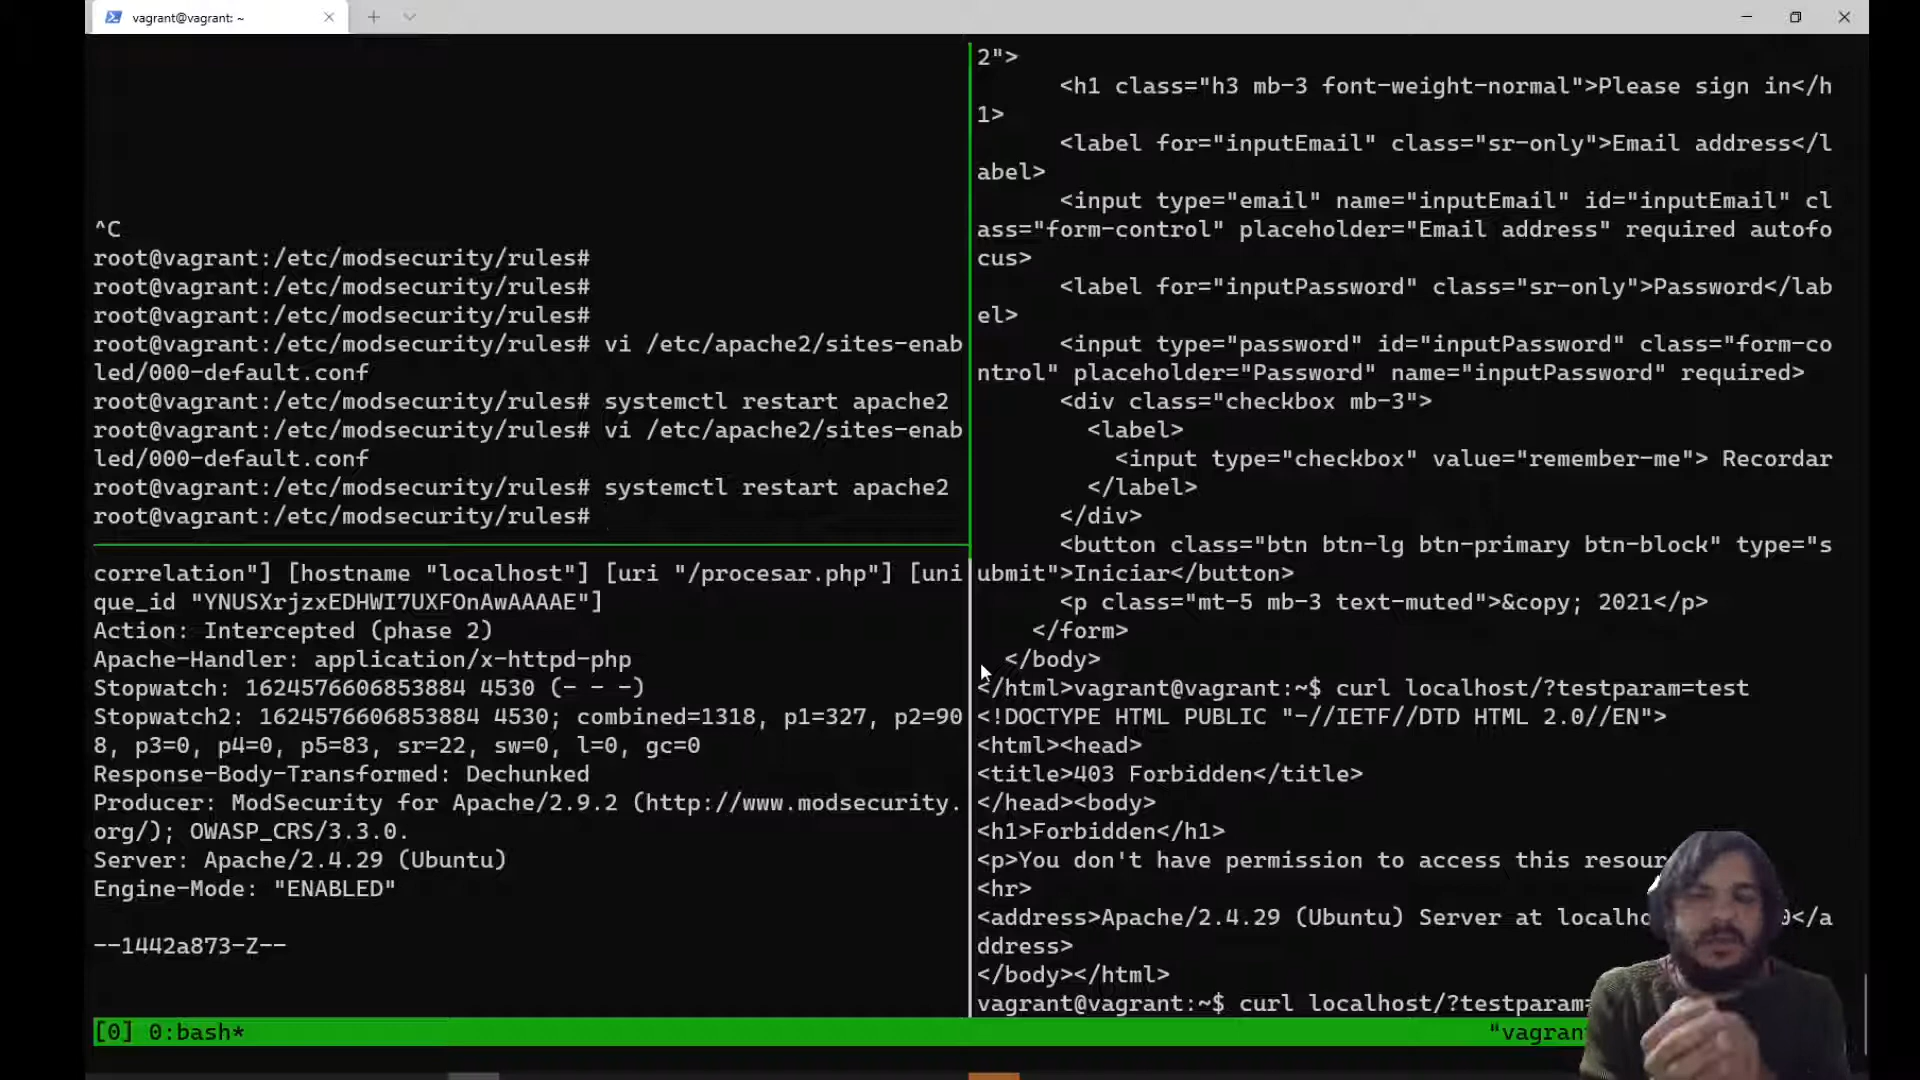 vagrant@vagrant: ~
^C
root@vagrant:/etc/modsecurity/rules#
root@vagrant:/etc/modsecurity/rules#
root@vagrant:/etc/modsecurity/rules#
root@vagrant:/etc/modsecurity/rules# vi /etc/apache2/sites-enab
led/000-default.conf
root@vagrant:/etc/modsecurity/rules# systemctl restart apache2
root@vagrant:/etc/modsecurity/rules# vi /etc/apache2/sites-enab
led/000-default.conf
root@vagrant:/etc/modsecurity/rules# systemctl restart apache2
root@vagrant:/etc/modsecurity/rules#
correlation"] [hostname "localhost"] [uri "/procesar.php"] [uni
que_id "YNUSXrjzxEDHWI7UXFOnAwAAAAE"]
Action: Intercepted (phase 2)
Apache-Handler: application/x-httpd-php
Stopwatch: 1624576606853884 4530 (- - -)
Stopwatch2: 1624576606853884 4530; combined=1318, p1=327, p2=90
8, p3=0, p4=0, p5=83, sr=22, sw=0, l=0, gc=0
Response-Body-Transformed: Dechunked
Producer: ModSecurity for Apache/2.9.2 (http://www.modsecurity.
org/); OWASP_CRS/3.3.0.
Server: Apache/2.4.29 (Ubuntu)
Engine-Mode: "ENABLED"
--1442a873-Z--
2">
<h1 class="h3 mb-3 font-weight-normal">Please sign in</h
1>
<label for="inputEmail" class="sr-only">Email address</l
abel>
<input type="email" name="inputEmail" id="inputEmail" cl
ass="form-control" placeholder="Email address" required autofo
cus>
<label for="inputPassword" class="sr-only">Password</lab
el>
<input type="password" id="inputPassword" class="form-co
ntrol" placeholder="Password" name="inputPassword" required>
<div class="checkbox mb-3">
<label>
<input type="checkbox" value="remember-me"> Recordar
</label>
</div>
<button class="btn btn-lg btn-primary btn-block" type="s
ubmit">Iniciar</button>
<p class="mt-5 mb-3 text-muted">&copy; 2021</p>
</form>
</body>
</html>vagrant@vagrant:~$ curl localhost/?testparam=test
<!DOCTYPE HTML PUBLIC "-//IETF//DTD HTML 2.0//EN">
<html><head>
<title>403 Forbidden</title>
</head><body>
<h1>Forbidden</h1>
<p>You don't have permission to access this
<hr>
<address>Apache/2.4.29 (Ubuntu) Server at </a
ddress>
</body></html>
vagrant@vagrant:~$ curl localhost/?testparam=
[0] 0:bash*